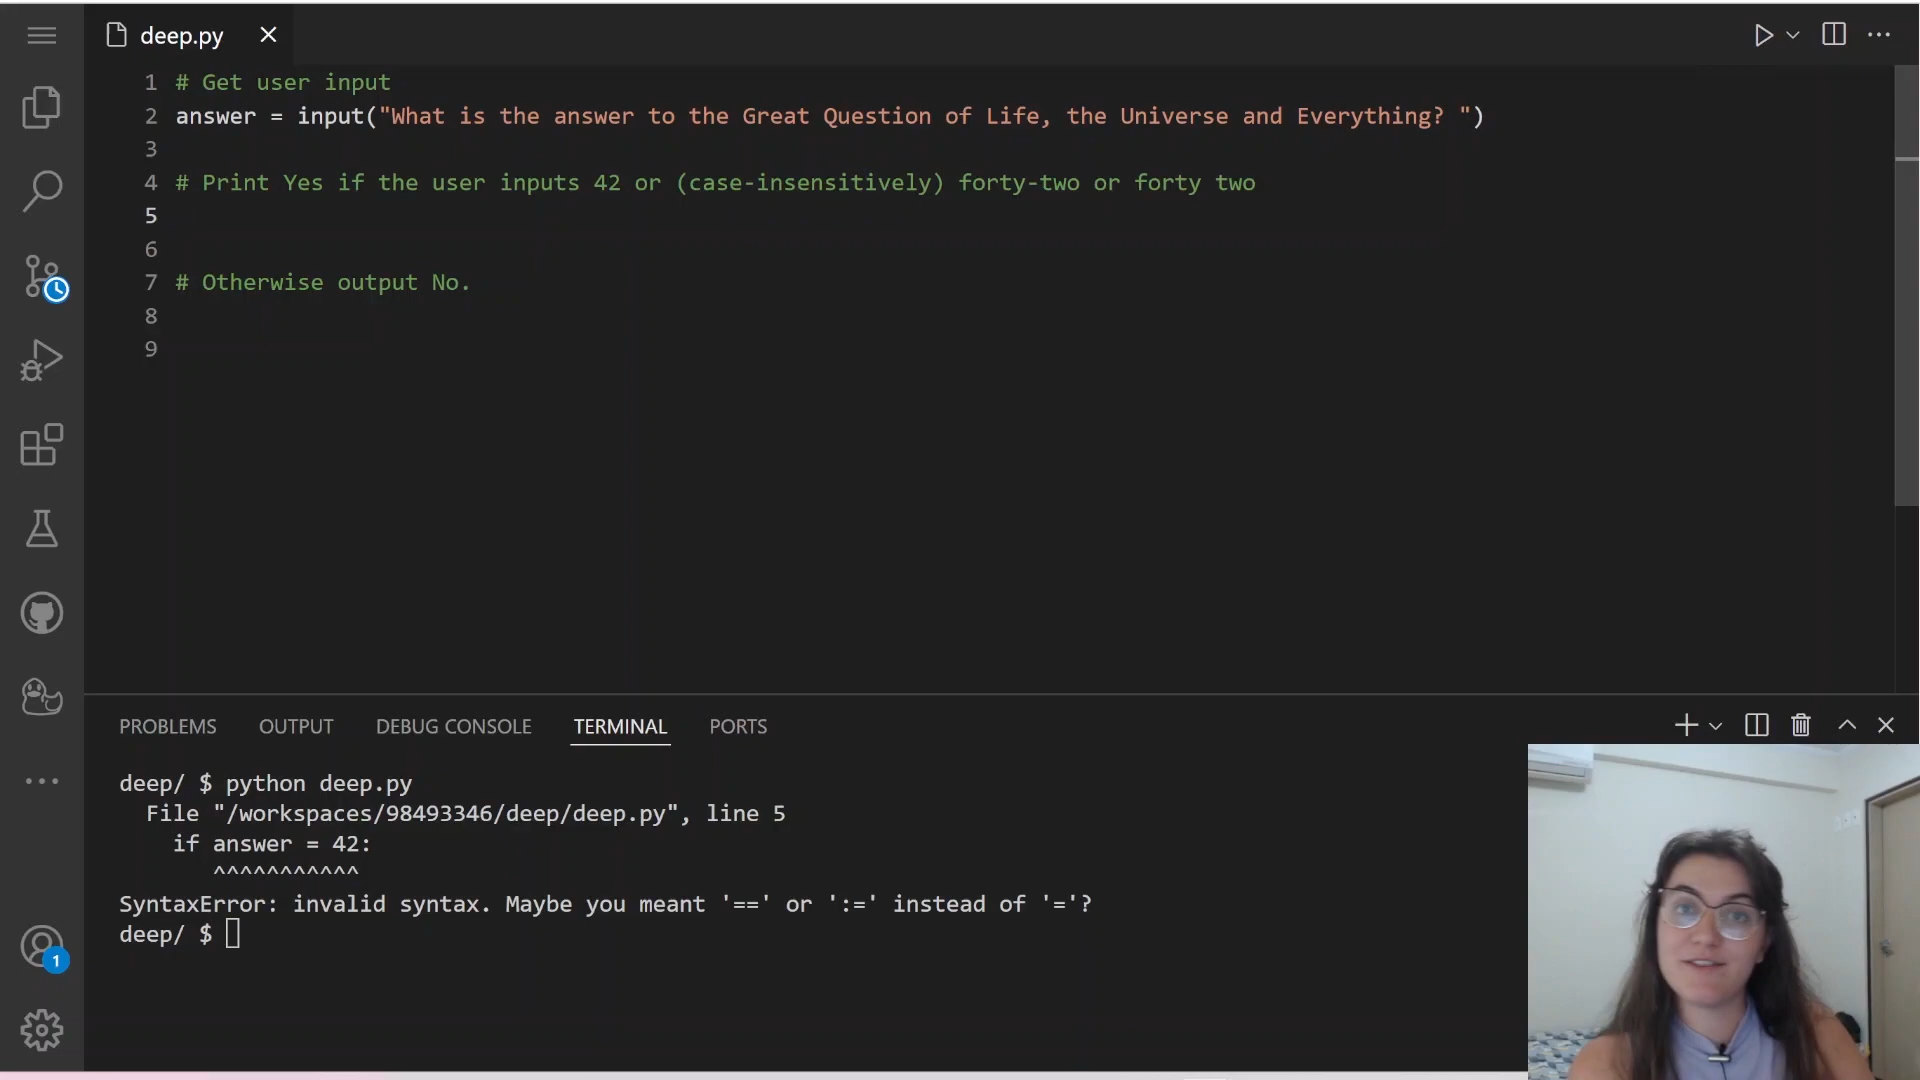 deep.py
1 # Get user input
2 answer = input("What is the answer to the Great Question of Life, the Universe and Everything? ")
3
4 # Print Yes if the user inputs 42 or (case-insensitively) forty-two or forty two
5
6
7 # Otherwise output No.
8
9
PROBLEMS OUTPUT DEBUG CONSOLE TERMINAL PORTS
deep/ $ python deep.py
File "/workspaces/98493346/deep/deep.py", line 5
if answer = 42:
^^^^^^^^^^^
SyntaxError: invalid syntax. Maybe you meant '==' or ':=' instead of '='?
deep/ $
1